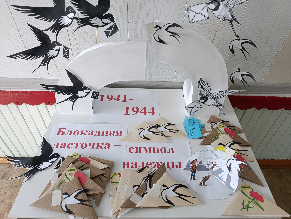 1941-
1944
Блокадная
ласточка -
символ
надежды